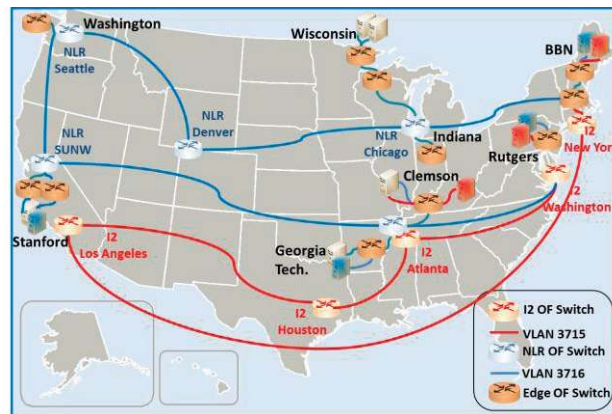 Washington
NLR
Seattle
Wisconsin
BBN
NLR
Denver
NLR
SUNW
NLR
Chicago
Indiana
I2
New York
Rutgers
Clemson
I2
Washington
Stanford
I2
Los Angeles
Georgia
Tech.
I2
Atlanta
I2
Houston
I2 OF Switch
VLAN 3715
NLR OF Switch
VLAN 3716
Edge OF Switch